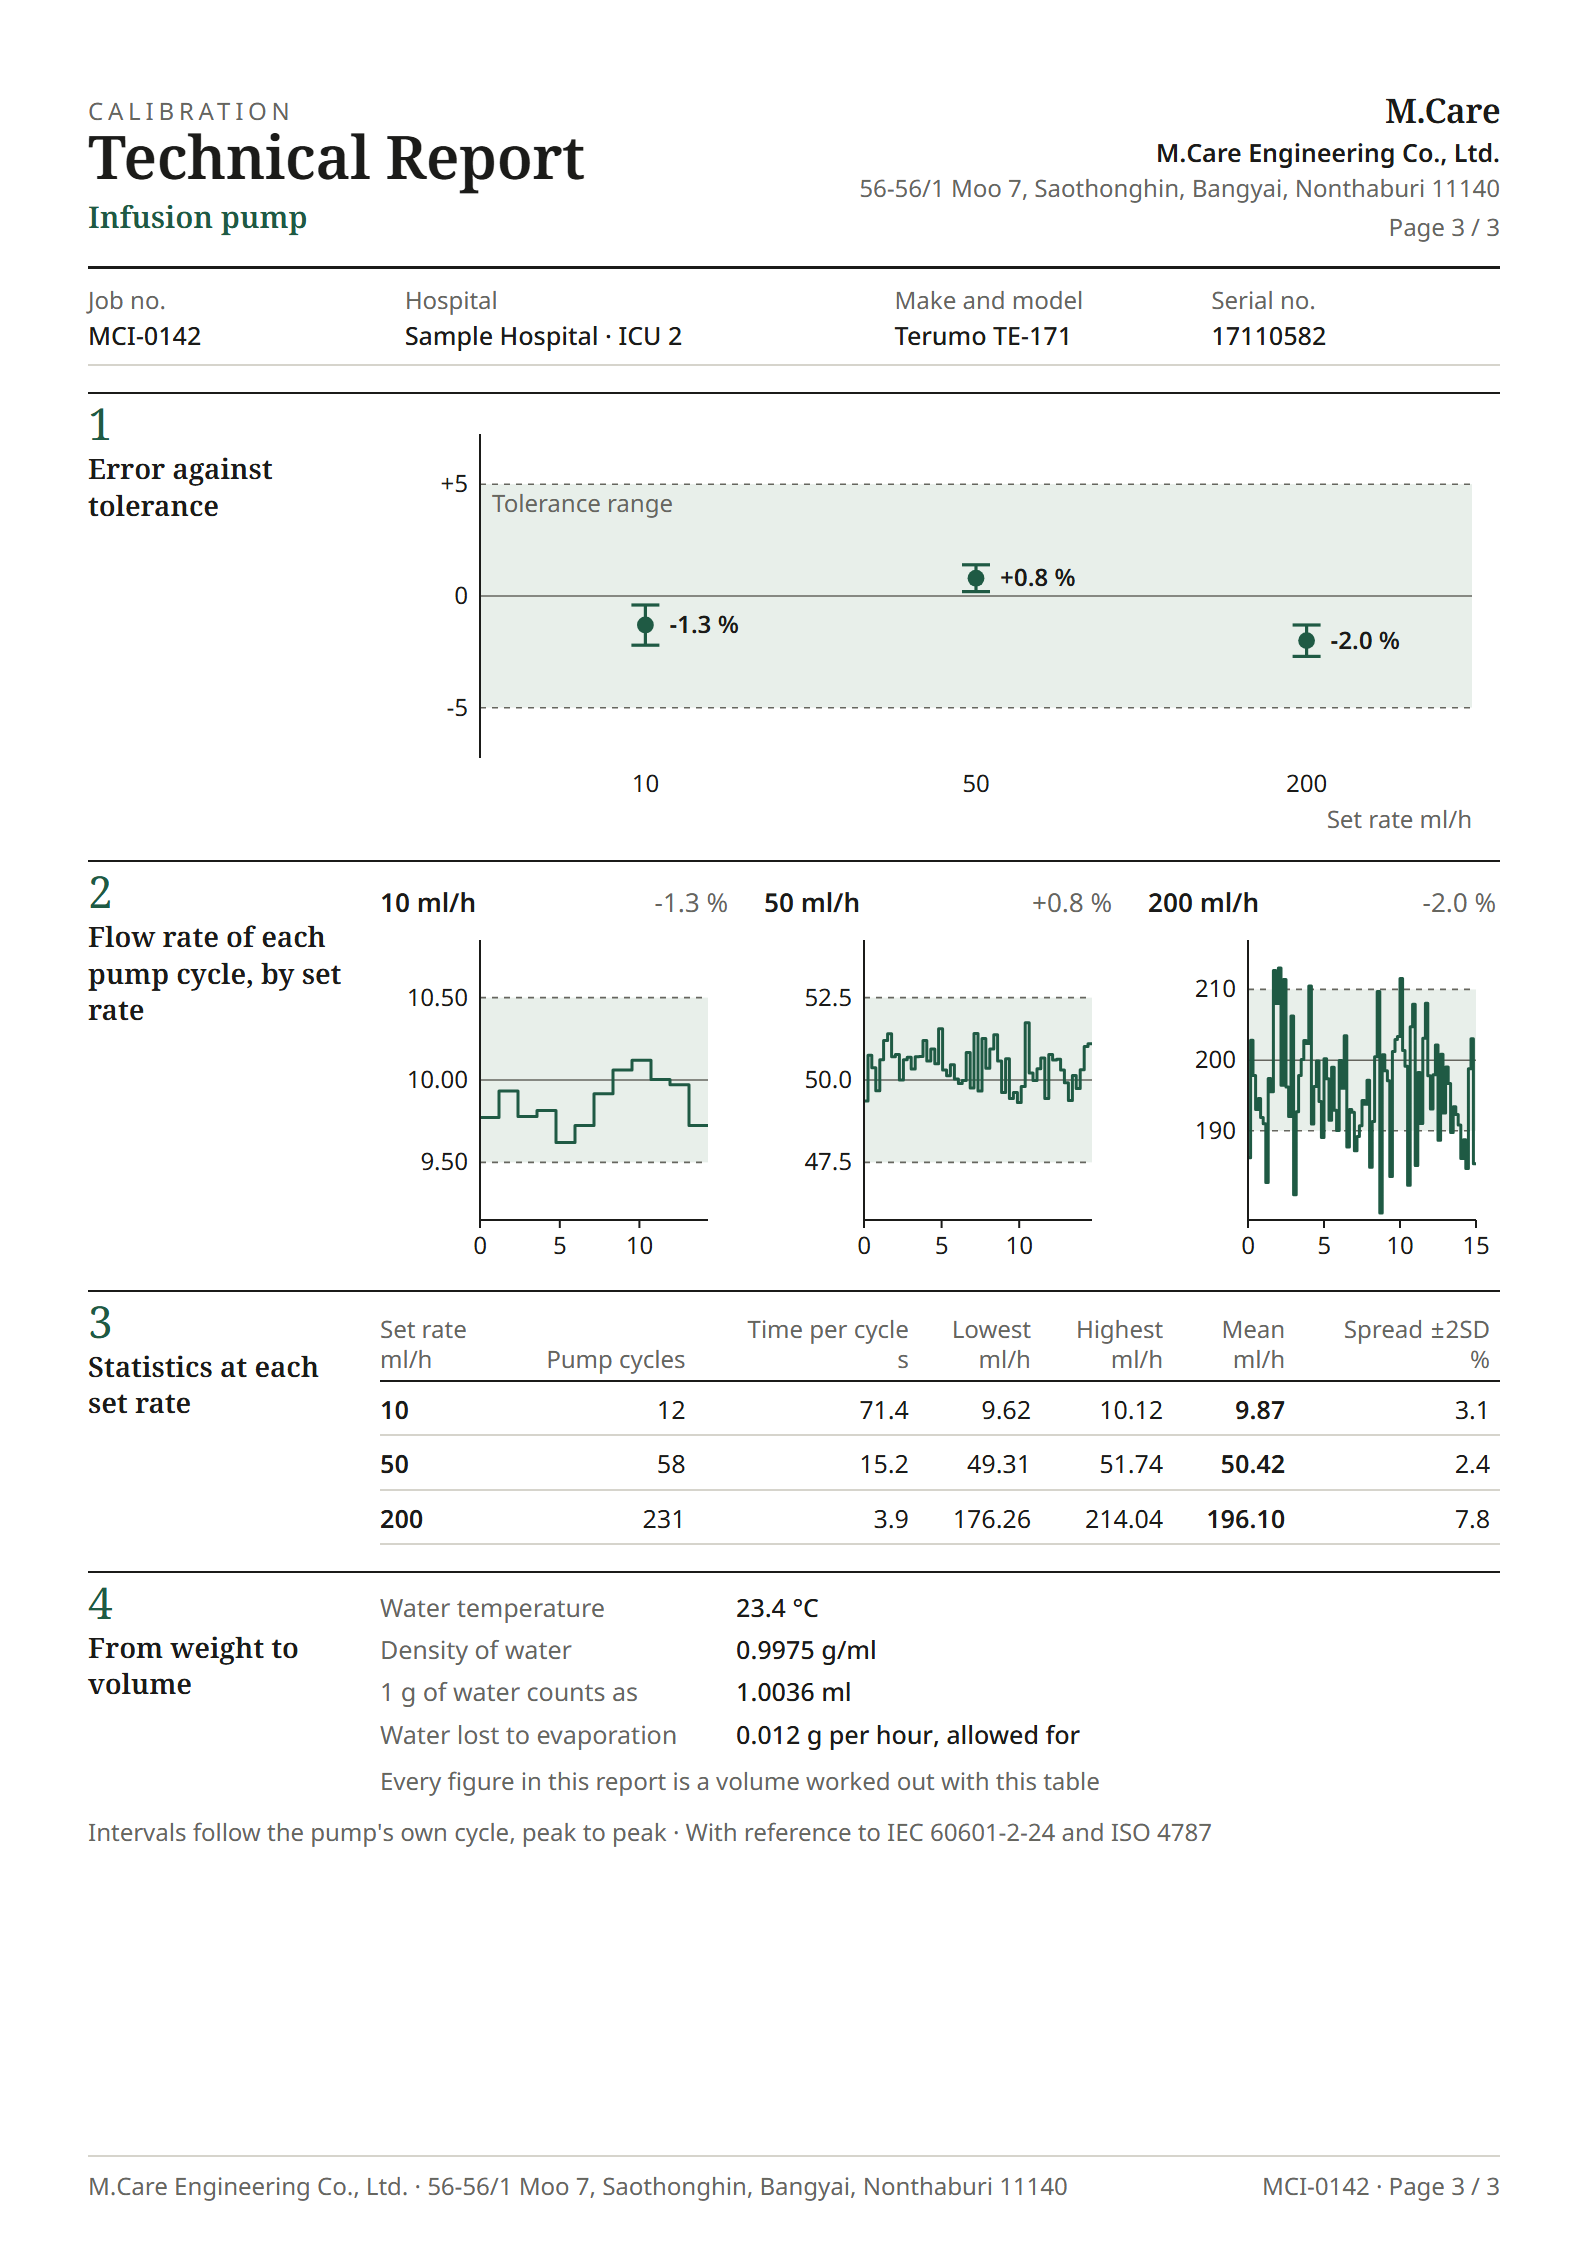 CALIBRATION
Technical Report
Infusion pump
M.Care
M.Care Engineering Co., Ltd.
56-56/1 Moo 7, Saothonghin, Bangyai, Nonthaburi 11140
Page 3 / 3
Job no. Hospital Make and model Serial no.
MCI-0142 Sample Hospital · ICU 2 Terumo TE-171 17110582
1
Error against
tolerance
+5
Tolerance range
+0.8 %
0
-1.3 %
-2.0 %
-5
10 50 200
Set rate ml/h
2
Flow rate of each
pump cycle, by set
rate
10 ml/h -1.3 %
10.50
10.00
9.50
0 5 10
50 ml/h +0.8 %
52.5
50.0
47.5
0 5 10
200 ml/h -2.0 %
210
200
190
0 5 10 15
3
Statistics at each
set rate
Set rate Time per cycle Lowest Highest Mean Spread ±2SD
ml/h Pump cycles s ml/h ml/h ml/h %
10 12 71.4 9.62 10.12 9.87 3.1
50 58 15.2 49.31 51.74 50.42 2.4
200 231 3.9 176.26 214.04 196.10 7.8
4
From weight to
volume
Water temperature 23.4 °C
Density of water 0.9975 g/ml
1 g of water counts as 1.0036 ml
Water lost to evaporation 0.012 g per hour, allowed for
Every figure in this report is a volume worked out with this table
Intervals follow the pump's own cycle, peak to peak · With reference to IEC 60601-2-24 and ISO 4787
M.Care Engineering Co., Ltd. · 56-56/1 Moo 7, Saothonghin, Bangyai, Nonthaburi 11140 MCI-0142 · Page 3 / 3